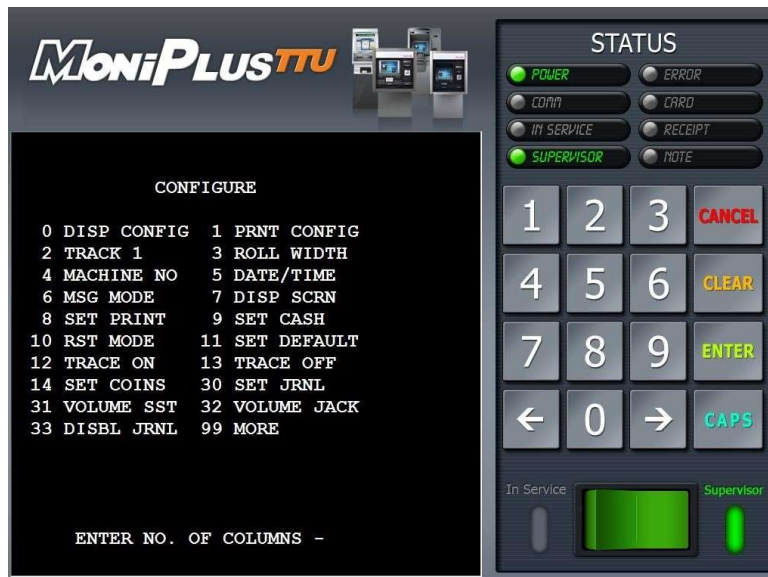 MoniPlus TTU
CONFIGURE
0 DISP CONFIG 1 PRNT CONFIG
2 TRACK 1 3 ROLL WIDTH
4 MACHINE NO 5 DATE/TIME
6 MSG MODE 7 DISP SCRN
8 SET PRINT 9 SET CASH
10 RST MODE 11 SET DEFAULT
12 TRACE ON 13 TRACE OFF
14 SET COINS 30 SET JRNL
31 VOLUME SST 32 VOLUME JACK
33 DISBL JRNL 99 MORE
ENTER NO. OF COLUMNS -
STATUS
POWER ERROR
COMM CARD
IN SERVICE RECEIPT
SUPERVISOR NOTE
1 2 3 CANCEL
4 5 6 CLEAR
7 8 9 ENTER
← 0 → CAPS
In Service Supervisor